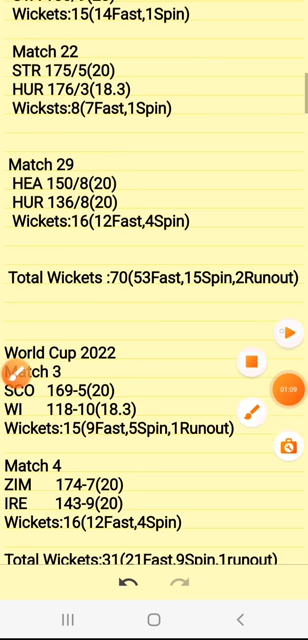 Wickets:15(14Fast,1Spin)
Match 22
STR 175/5(20)
HUR 176/3(18.3)
Wicksts:8(7Fast,1Spin)
Match 29
HEA 150/8(20)
HUR 136/8(20)
Wickets:16(12Fast,4Spin)
Total Wickets :70(53Fast,15Spin,2Runout)
World Cup 2022
Match 3
SCO 169-5(20)
WI 118-10(18.3)
Wickets:15(9Fast,5Spin,1Runout)
Match 4
ZIM 174-7(20)
IRE 143-9(20)
Wickets:16(12Fast,4Spin)
Total Wickets:31(21Fast,9Spin,1runout)
01:09